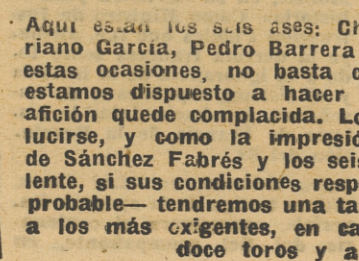 Aquí están los seis ases: Ch
riano García, Pedro Barrera
estas ocasiones, no basta c
estamos dispuesto a hacer
afición quede complacida. Lo
lucirse, y como la impresió
de Sánchez Fabrés y los seis
lente, si sus condiciones resp
probable— tendremos una ta
a los más exigentes, en ca
doce toros y a